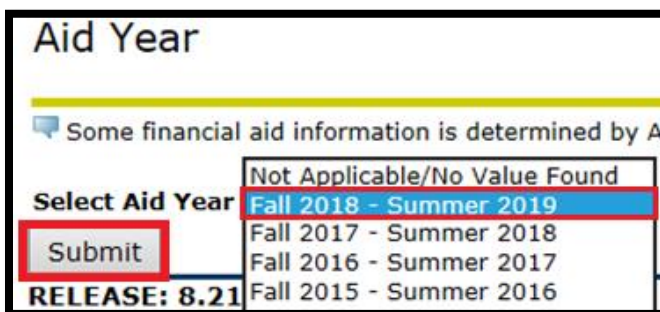 Aid Year
Some financial aid information is determined by A
Not Applicable/No Value Found
Select Aid Year Fall 2018 - Summer 2019
Fall 2017 - Summer 2018
Submit
Fall 2016 - Summer 2017
RELEASE: 8.21 Fall 2015 - Summer 2016